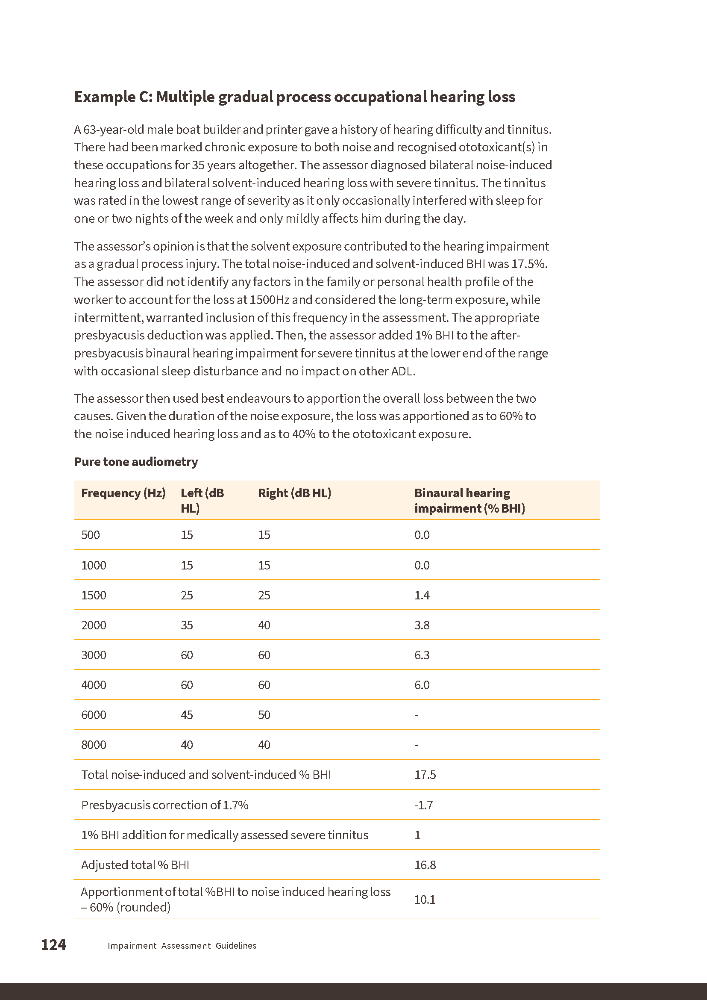 Example C: Multiple gradual process occupational hearing loss
A 63-year-old male boat builder and printer gave a history of hearing difficulty and tinnitus.
There had been marked chronic exposure to both noise and recognised ototoxicant(s) in
these occupations for 35 years altogether. The assessor diagnosed bilateral noise-induced
hearing loss and bilateral solvent-induced hearing loss with severe tinnitus. The tinnitus
was rated in the lowest range of severity as it only occasionally interfered with sleep for
one or two nights of the week and only mildly affects him during the day.
The assessor’s opinion is that the solvent exposure contributed to the hearing impairment
as a gradual process injury. The total noise-induced and solvent-induced BHI was 17.5%.
The assessor did not identify any factors in the family or personal health profile of the
worker to account for the loss at 1500Hz and considered the long-term exposure, while
intermittent, warranted inclusion of this frequency in the assessment. The appropriate
presbyacusis deduction was applied. Then, the assessor added 1% BHI to the after-
presbyacusis binaural hearing impairment for severe tinnitus at the lower end of the range
with occasional sleep disturbance and no impact on other ADL.
The assessor then used best endeavours to apportion the overall loss between the two
causes. Given the duration of the noise exposure, the loss was apportioned as to 60% to
the noise induced hearing loss and as to 40% to the ototoxicant exposure.
Pure tone audiometry
Frequency (Hz) Left (dB HL) Right (dB HL) Binaural hearing impairment (% BHI)
500 15 15 0.0
1000 15 15 0.0
1500 25 25 1.4
2000 35 40 3.8
3000 60 60 6.3
4000 60 60 6.0
6000 45 50 -
8000 40 40 -
Total noise-induced and solvent-induced % BHI 17.5
Presbyacusis correction of 1.7% -1.7
1% BHI addition for medically assessed severe tinnitus 1
Adjusted total % BHI 16.8
Apportionment of total %BHI to noise induced hearing loss
– 60% (rounded) 10.1
124 Impairment Assessment Guidelines